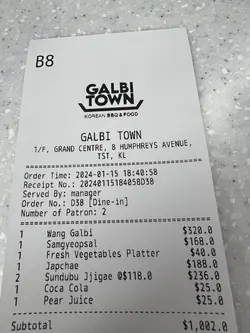 B8
GALBI
TOWN
KOREAN BBQ & FOOD
GALBI TOWN
1/F, GRAND CENTRE, 8 HUMPHREYS AVENUE,
TST, KL
Order Time: 2024-01-15 18:40:58
Receipt No.: 20240115184058D38
Served By: manager
Order No.: D38 [Dine-in]
Number of Patron: 2
1 Wang Galbi $320.0
1 Samgyeopsal $168.0
1 Fresh Vegetables Platter $40.0
1 Japchae $188.0
2 Sundubu Jjigae @$118.0 $236.0
1 Coca Cola $25.0
1 Pear Juice $25.0
Subtotal $1,002.0